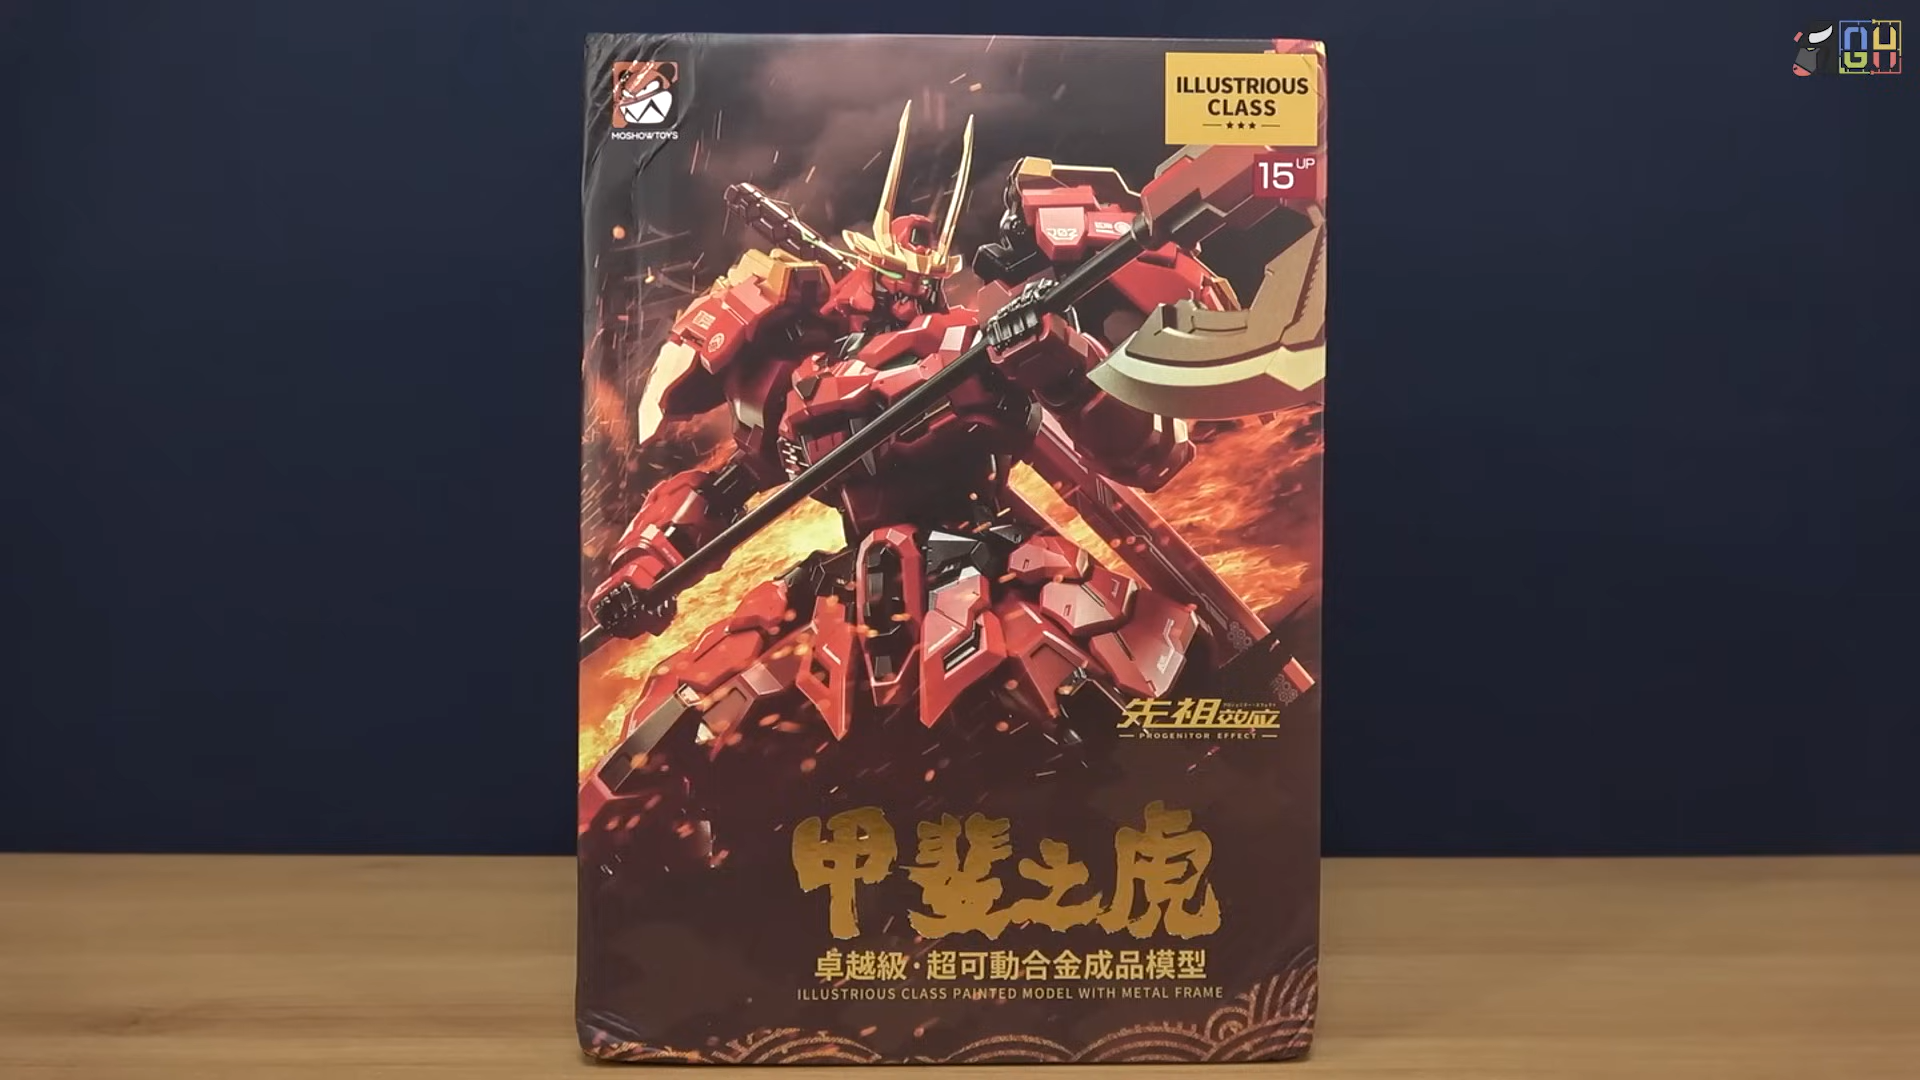 MOSHOWTOYS
ILLUSTRIOUS
CLASS
15UP
先祖效应
PROGENITOR EFFECT
甲斐之虎
卓越級·超可動合金成品模型
ILLUSTRIOUS CLASS PAINTED MODEL WITH METAL FRAME